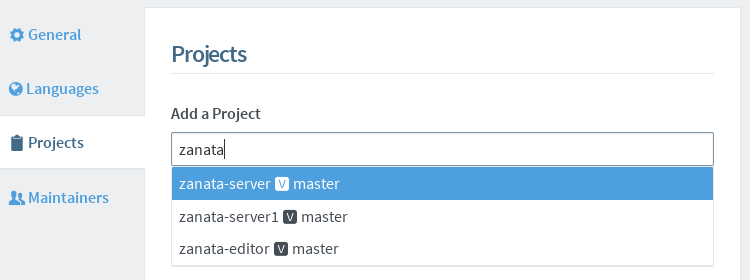 General
Languages
Projects
Maintainers
Projects
Add a Project
zanata
zanata-server V master
zanata-server1 V master
zanata-editor V master